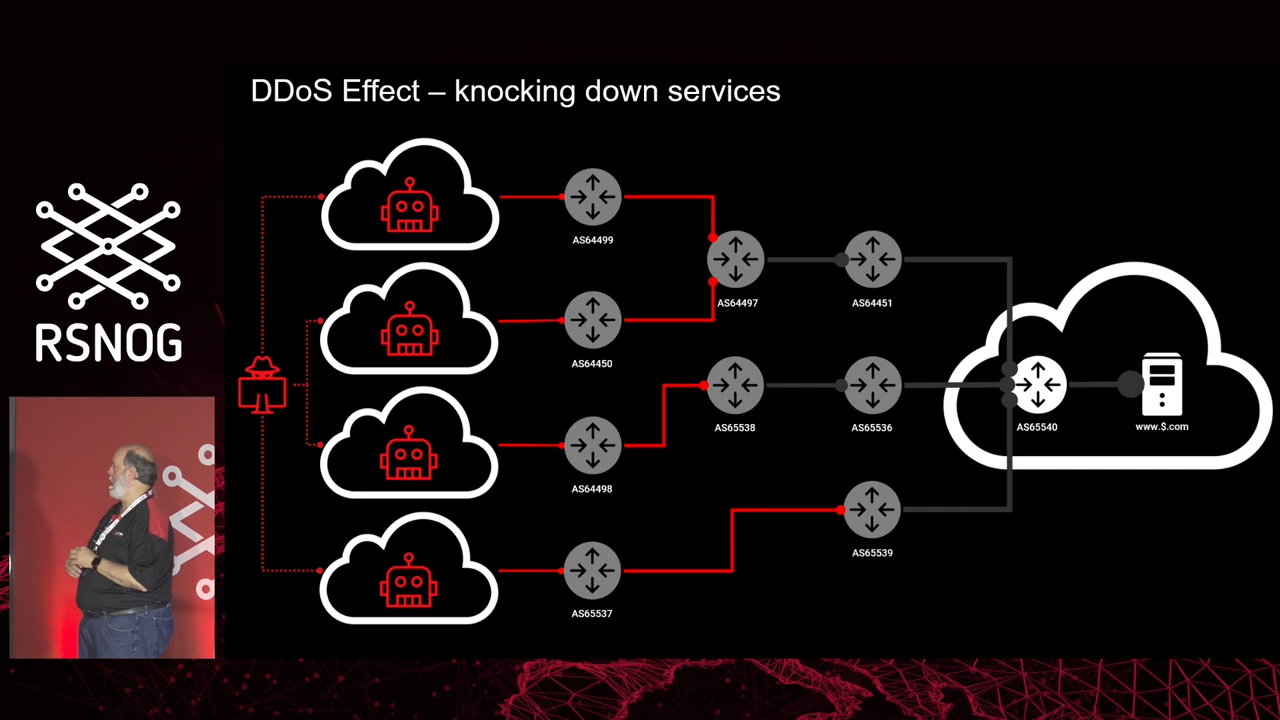 DDoS Effect – knocking down services
RSNOG
AS64499
AS64497
AS64451
AS64450
AS65538
AS65536
AS65540
www.$.com
AS64498
AS65539
AS65537